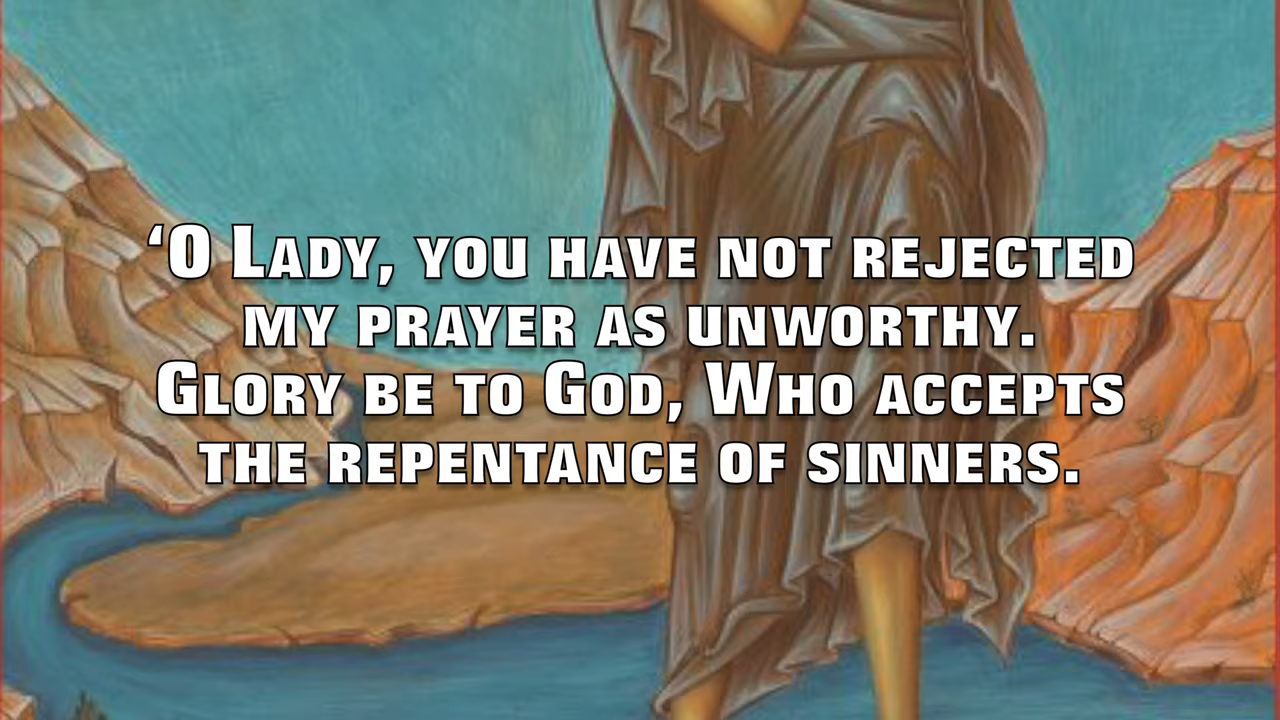 ‘O Lady, you have not rejected
my prayer as unworthy.
Glory be to God, Who accepts
the repentance of sinners.